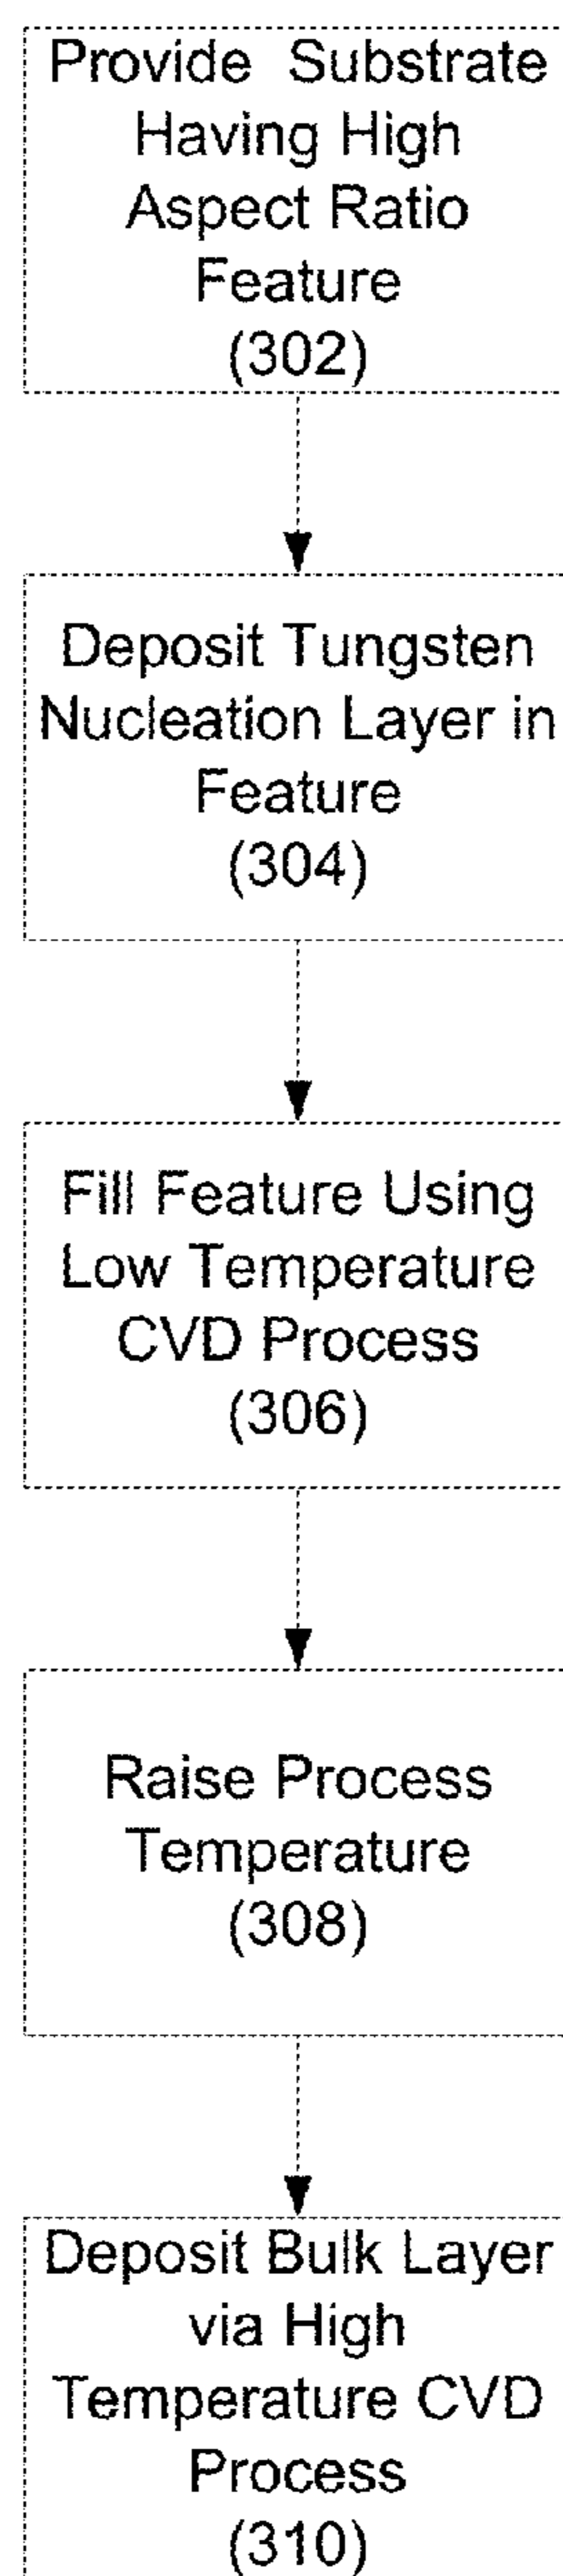 Provide Substrate
Having High
Aspect Ratio
Feature
(302)
Deposit Tungsten
Nucleation Layer in
Feature
(304)
Fill Feature Using
Low Temperature
CVD Process
(306)
Raise Process
Temperature
(308)
Deposit Bulk Layer
via High
Temperature CVD
Process
(310)